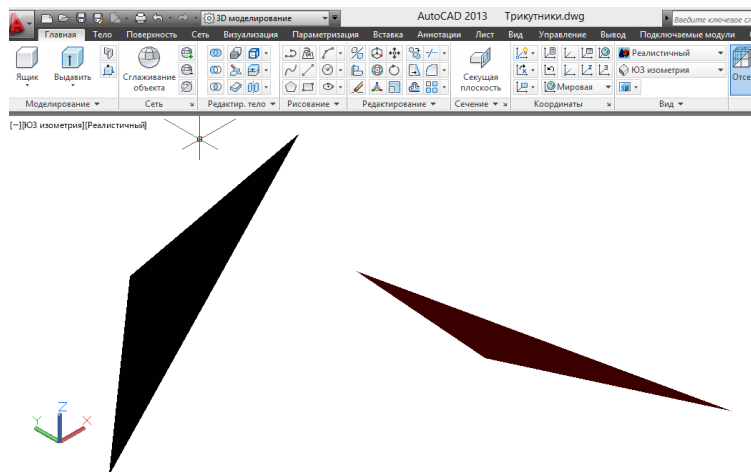 3D моделирование
AutoCAD 2013 Трикутники.dwg
Введите ключевое сл
Главная Тело Поверхность Сеть Визуализация Параметризация Вставка Аннотации Лист Вид Управление Вывод Подключаемые модули
Ящик
Выдавить
Сглаживание
объекта
Секущая
плоскость
Мировая
Реалистичный
ЮЗ изометрия
Отсе
Моделирование Сеть Редактир. тело Рисование Редактирование Сечение Координаты Вид
[−][ЮЗ изометрия][Реалистичный]
Z
Y X